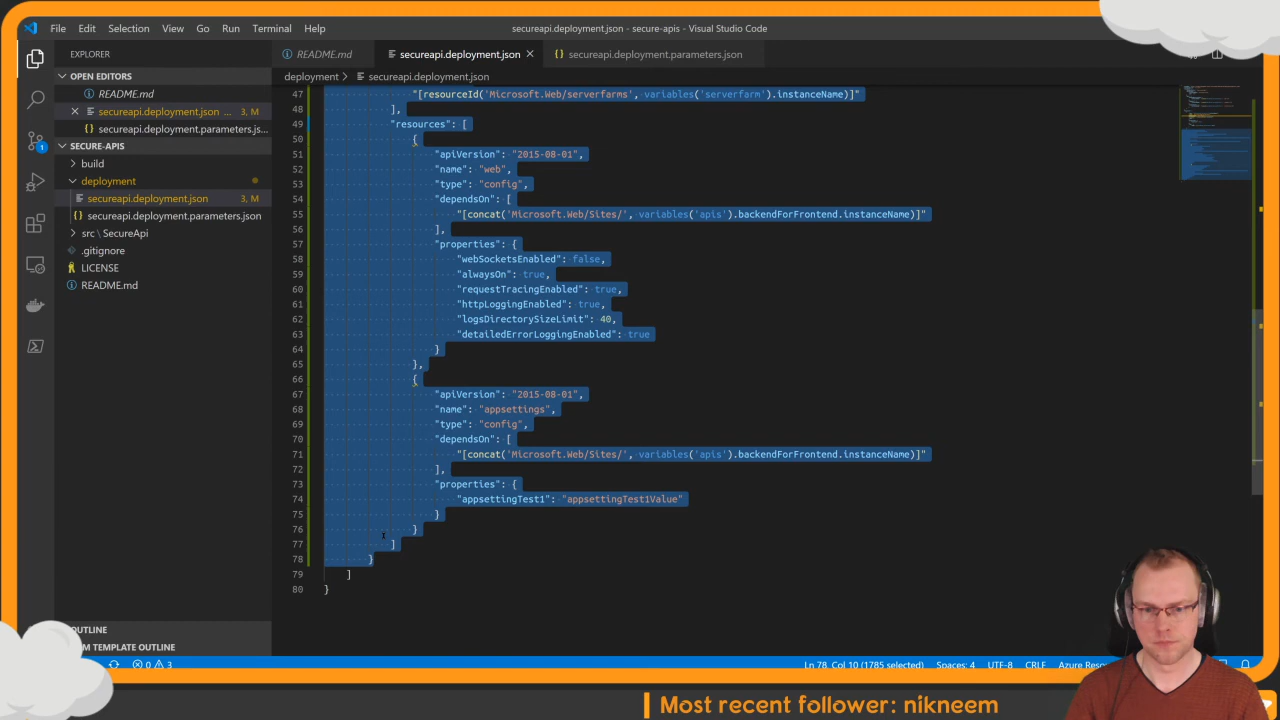 File Edit Selection View Go Run Terminal Help
secureapi.deployment.json - secure-apis - Visual Studio Code
EXPLORER
README.md
secureapi.deployment.json
{} secureapi.deployment.parameters.json
OPEN EDITORS
deployment > secureapi.deployment.json
README.md
secureapi.deployment.json ... 3, M
{} secureapi.deployment.parameters.js...
SECURE-APIS
build
deployment
secureapi.deployment.json 3, M
{} secureapi.deployment.parameters.json
src \ SecureApi
.gitignore
LICENSE
README.md
47 "[resourceId('Microsoft.Web/serverfarms', variables('serverfarm').instanceName)]"
48 ],
49 "resources": [
50 {
51 "apiVersion": "2015-08-01",
52 "name": "web",
53 "type": "config",
54 "dependsOn": [
55 "[concat('Microsoft.Web/Sites/', variables('apis').backendForFrontend.instanceName)]"
56 ],
57 "properties": {
58 "webSocketsEnabled": false,
59 "alwaysOn": true,
60 "requestTracingEnabled": true,
61 "httpLoggingEnabled": true,
62 "logsDirectorySizeLimit": 40,
63 "detailedErrorLoggingEnabled": true
64 }
65 },
66 {
67 "apiVersion": "2015-08-01",
68 "name": "appsettings",
69 "type": "config",
70 "dependsOn": [
71 "[concat('Microsoft.Web/Sites/', variables('apis').backendForFrontend.instanceName)]"
72 ],
73 "properties": {
74 "appsettingTest1": "appsettingTest1Value"
75 }
76 }
77 ]
78 }
79 ]
80 }
OUTLINE
TEMPLATE OUTLINE
0 3
Ln 78, Col 10 (1785 selected) Spaces: 4 UTF-8 CRLF Azure
Most recent follower: nikneem